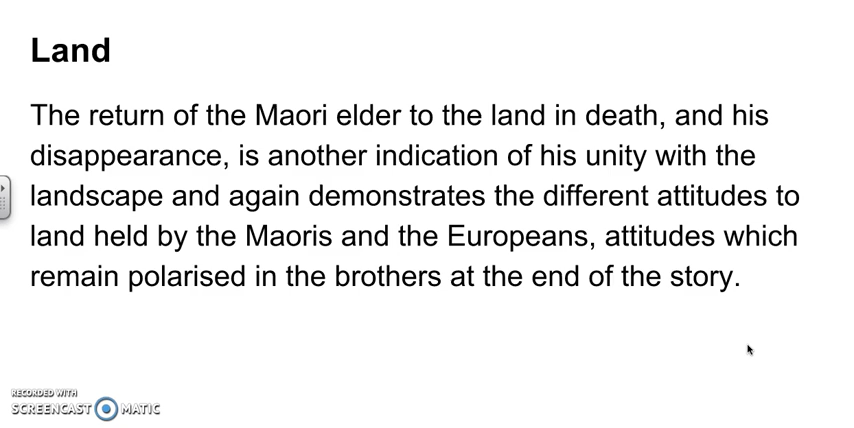 Land
The return of the Maori elder to the land in death, and his
disappearance, is another indication of his unity with the
landscape and again demonstrates the different attitudes to
land held by the Maoris and the Europeans, attitudes which
remain polarised in the brothers at the end of the story.
RECORDED WITH
SCREENCAST MATIC